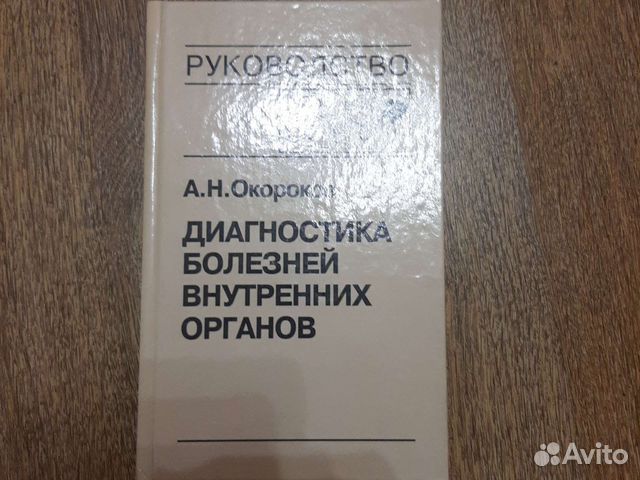 РУКОВОДСТВО
А.Н.Окороков
ДИАГНОСТИКА
БОЛЕЗНЕЙ
ВНУТРЕННИХ
ОРГАНОВ
Avito